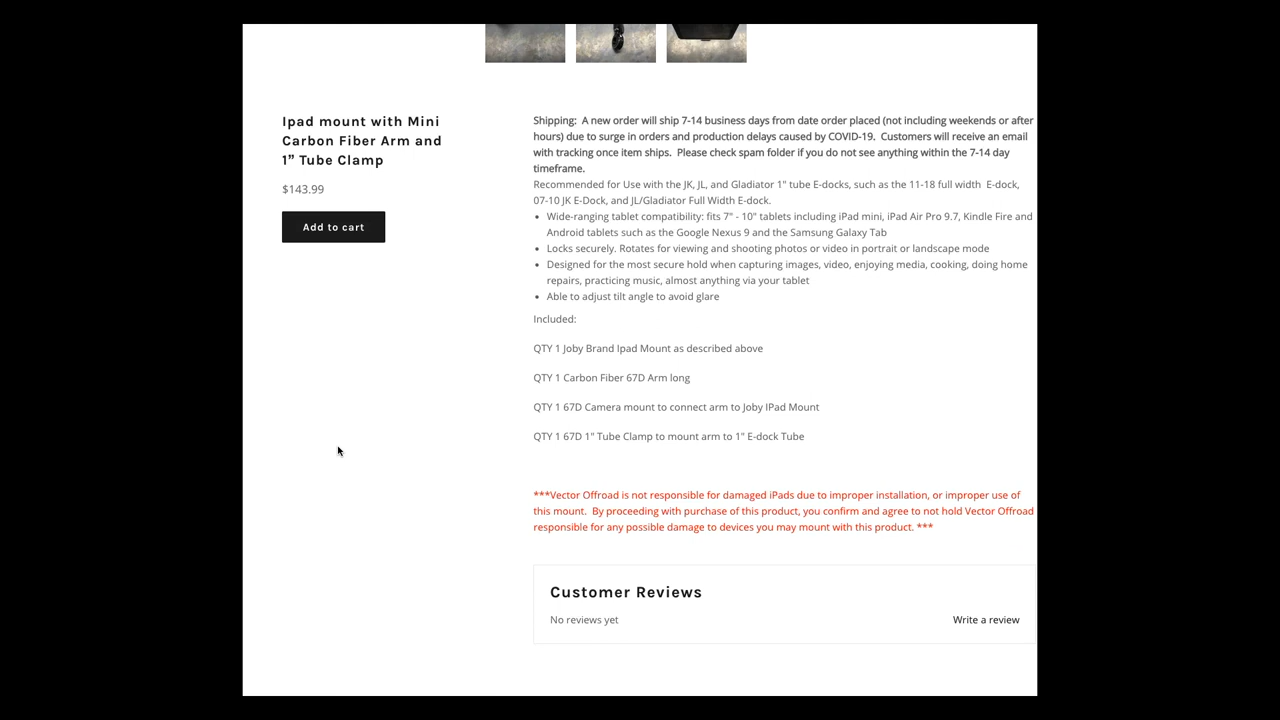 Ipad mount with Mini
Carbon Fiber Arm and
1” Tube Clamp
$143.99
Add to cart
Shipping:  A new order will ship 7-14 business days from date order placed (not including weekends or after
hours) due to surge in orders and production delays caused by COVID-19.  Customers will receive an email
with tracking once item ships.  Please check spam folder if you do not see anything within the 7-14 day
timeframe.
Recommended for Use with the JK, JL, and Gladiator 1" tube E-docks, such as the 11-18 full width  E-dock,
07-10 JK E-Dock, and JL/Gladiator Full Width E-dock.
• Wide-ranging tablet compatibility: fits 7" - 10" tablets including iPad mini, iPad Air Pro 9.7, Kindle Fire and
Android tablets such as the Google Nexus 9 and the Samsung Galaxy Tab
• Locks securely. Rotates for viewing and shooting photos or video in portrait or landscape mode
• Designed for the most secure hold when capturing images, video, enjoying media, cooking, doing home
repairs, practicing music, almost anything via your tablet
• Able to adjust tilt angle to avoid glare
Included:
QTY 1 Joby Brand Ipad Mount as described above
QTY 1 Carbon Fiber 67D Arm long
QTY 1 67D Camera mount to connect arm to Joby IPad Mount
QTY 1 67D 1" Tube Clamp to mount arm to 1" E-dock Tube
***Vector Offroad is not responsible for damaged iPads due to improper installation, or improper use of
this mount.  By proceeding with purchase of this product, you confirm and agree to not hold Vector Offroad
responsible for any possible damage to devices you may mount with this product. ***
Customer Reviews
No reviews yet
Write a review